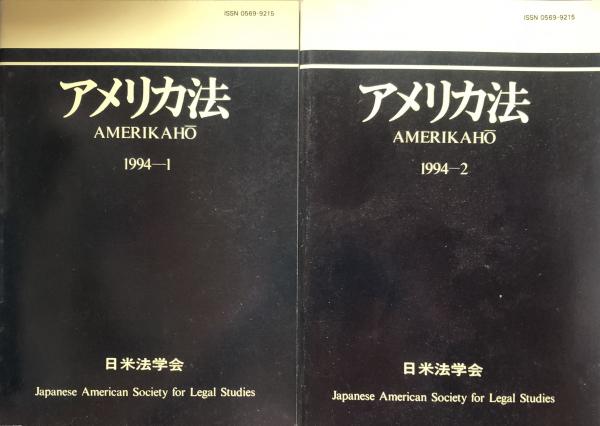 ISSN 0569-9215
アメリカ法
AMERIKAHŌ
1994—1
日米法学会
Japanese American Society for Legal Studies
ISSN 0569-9215
アメリカ法
AMERIKAHŌ
1994—2
日米法学会
Japanese American Society for Legal Studies